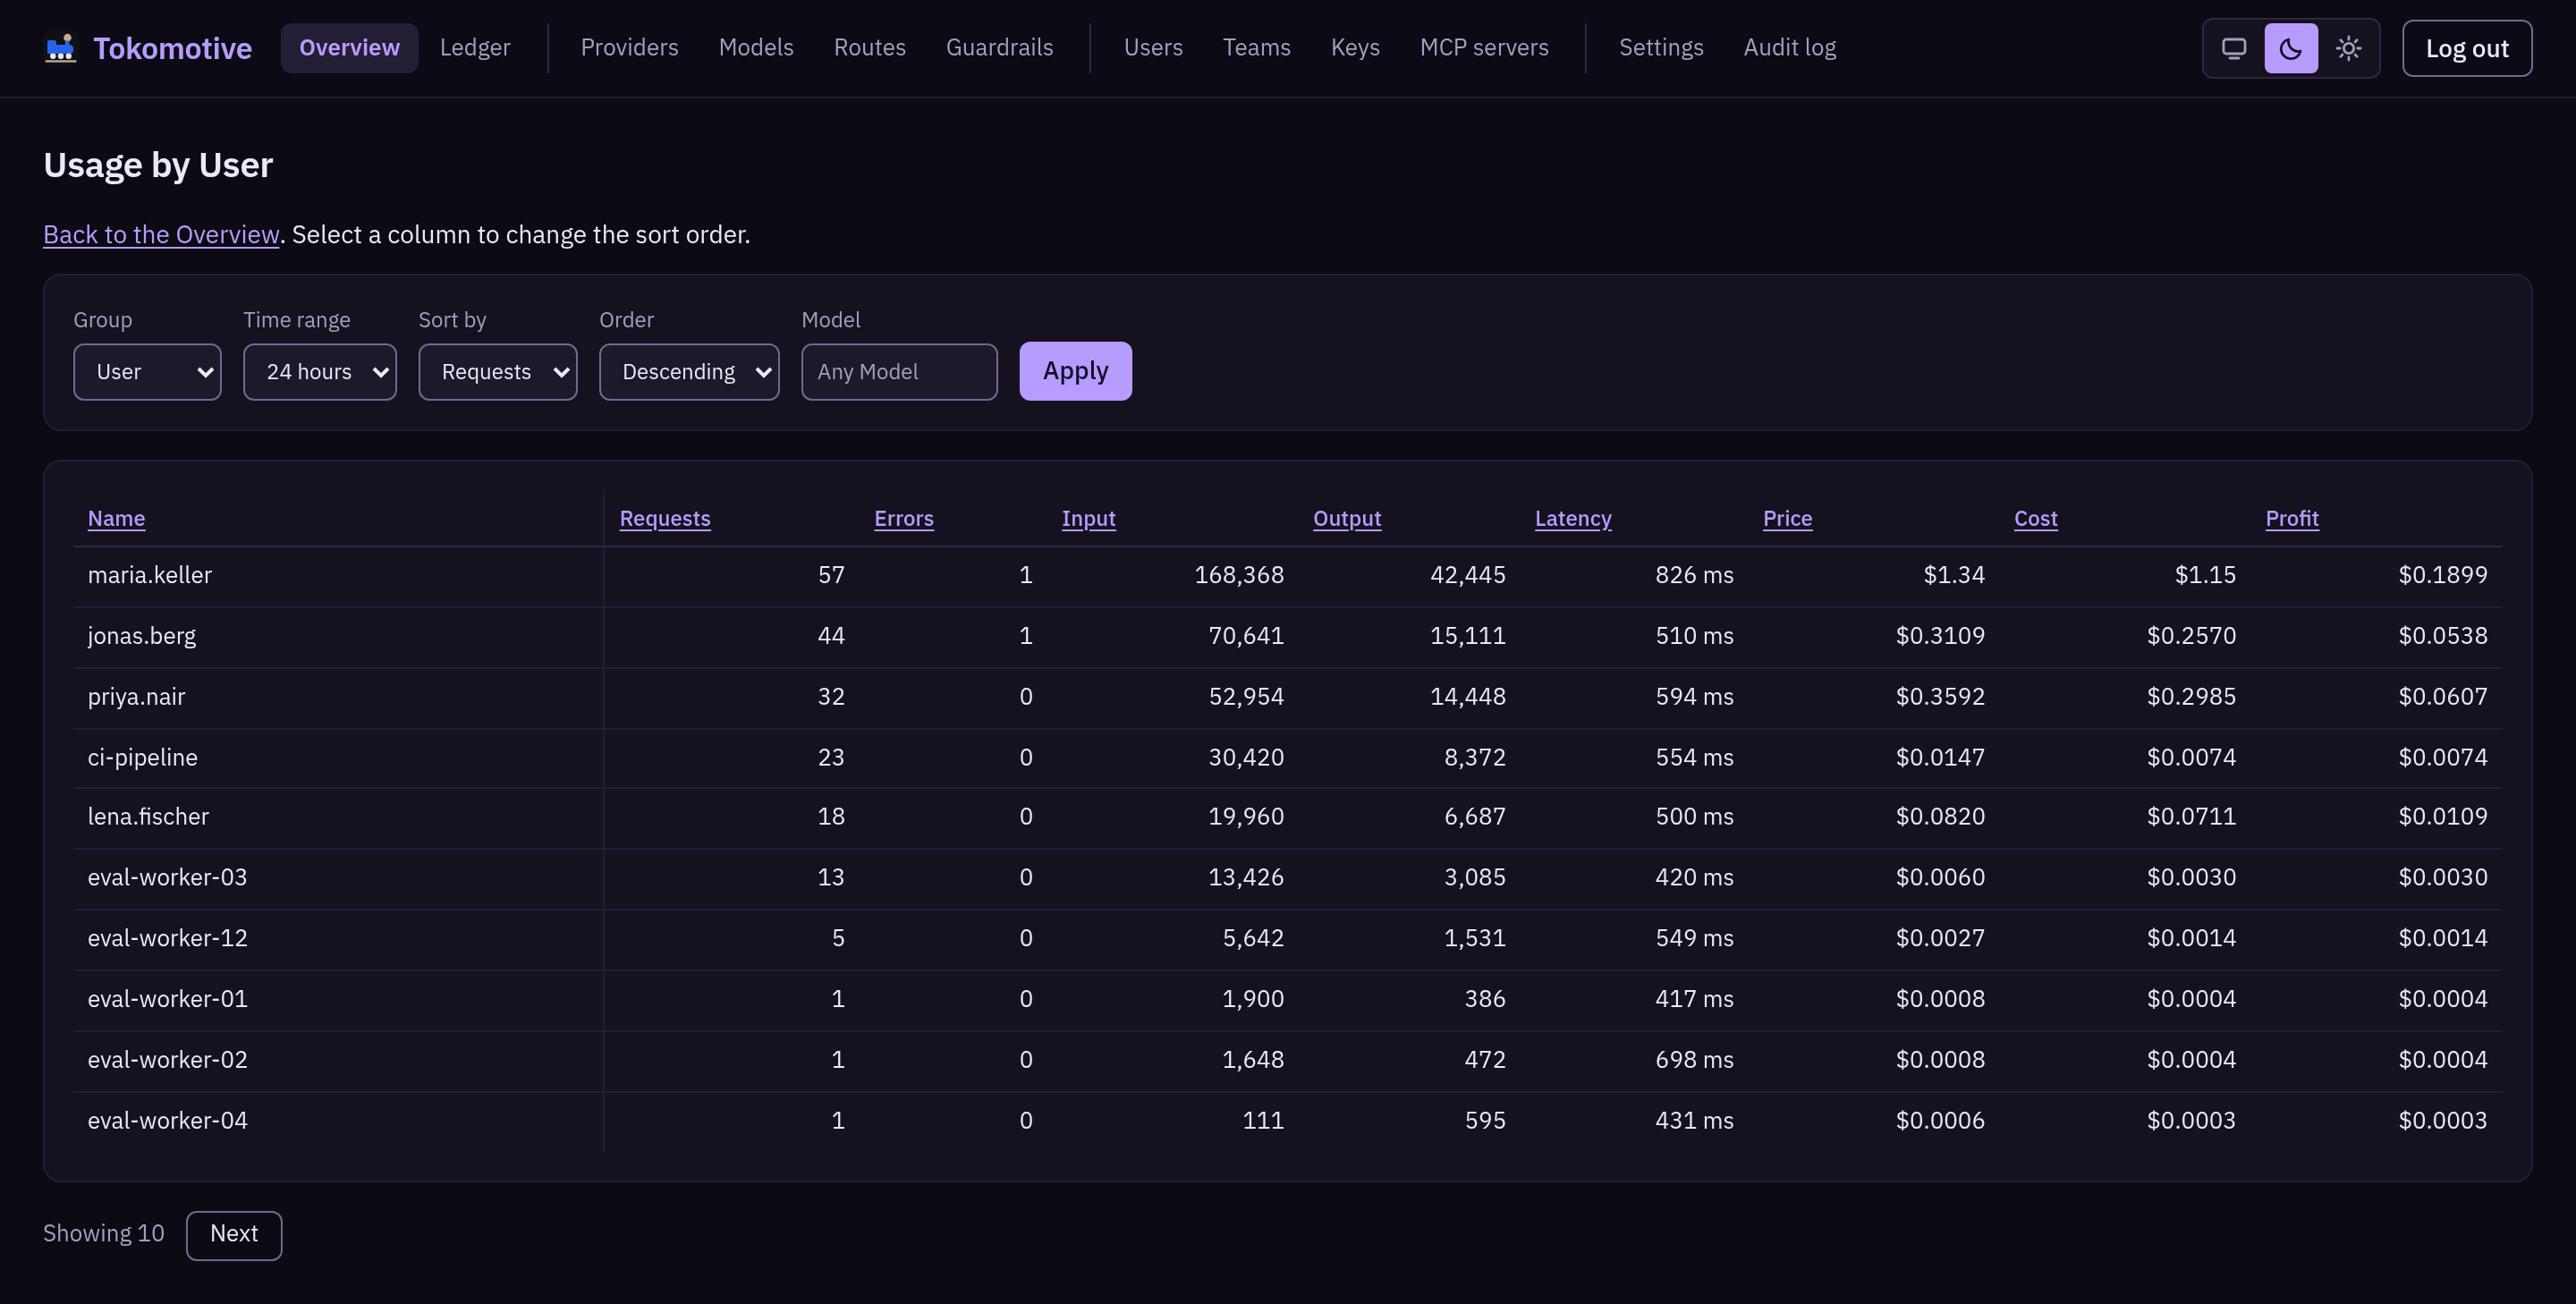 Tokomotive Overview Ledger Providers Models Routes Guardrails Users Teams Keys MCP servers Settings Audit log Log out
Usage by User
Back to the Overview. Select a column to change the sort order.
Group Time range Sort by Order Model
User 24 hours Requests Descending Any Model Apply
Name Requests Errors Input Output Latency Price Cost Profit
maria.keller 57 1 168,368 42,445 826 ms $1.34 $1.15 $0.1899
jonas.berg 44 1 70,641 15,111 510 ms $0.3109 $0.2570 $0.0538
priya.nair 32 0 52,954 14,448 594 ms $0.3592 $0.2985 $0.0607
ci-pipeline 23 0 30,420 8,372 554 ms $0.0147 $0.0074 $0.0074
lena.fischer 18 0 19,960 6,687 500 ms $0.0820 $0.0711 $0.0109
eval-worker-03 13 0 13,426 3,085 420 ms $0.0060 $0.0030 $0.0030
eval-worker-12 5 0 5,642 1,531 549 ms $0.0027 $0.0014 $0.0014
eval-worker-01 1 0 1,900 386 417 ms $0.0008 $0.0004 $0.0004
eval-worker-02 1 0 1,648 472 698 ms $0.0008 $0.0004 $0.0004
eval-worker-04 1 0 111 595 431 ms $0.0006 $0.0003 $0.0003
Showing 10 Next